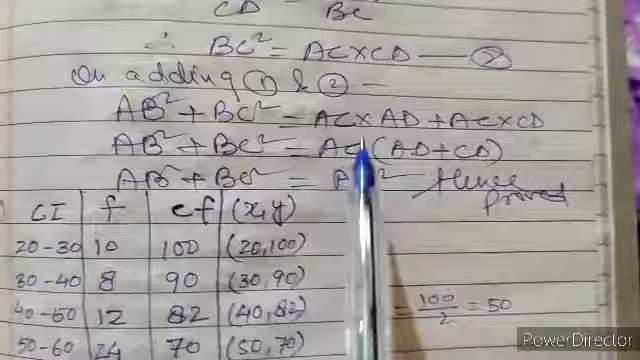 CD BC
∴ BC² = AC×CD — ②
On adding ① & ② —
AB² + BC² = AC×AD + AC×CD
AB² + BC² = AC(AD+CD)
AB² + BC² = Hence proved
CI f cf (x,y)
20-30 10 100 (20,100)
30-40 8 90 (30,90)
40-50 12 82 (40,82)
50-60 24 70 (50,70)
= 100/2 = 50
PowerDirector